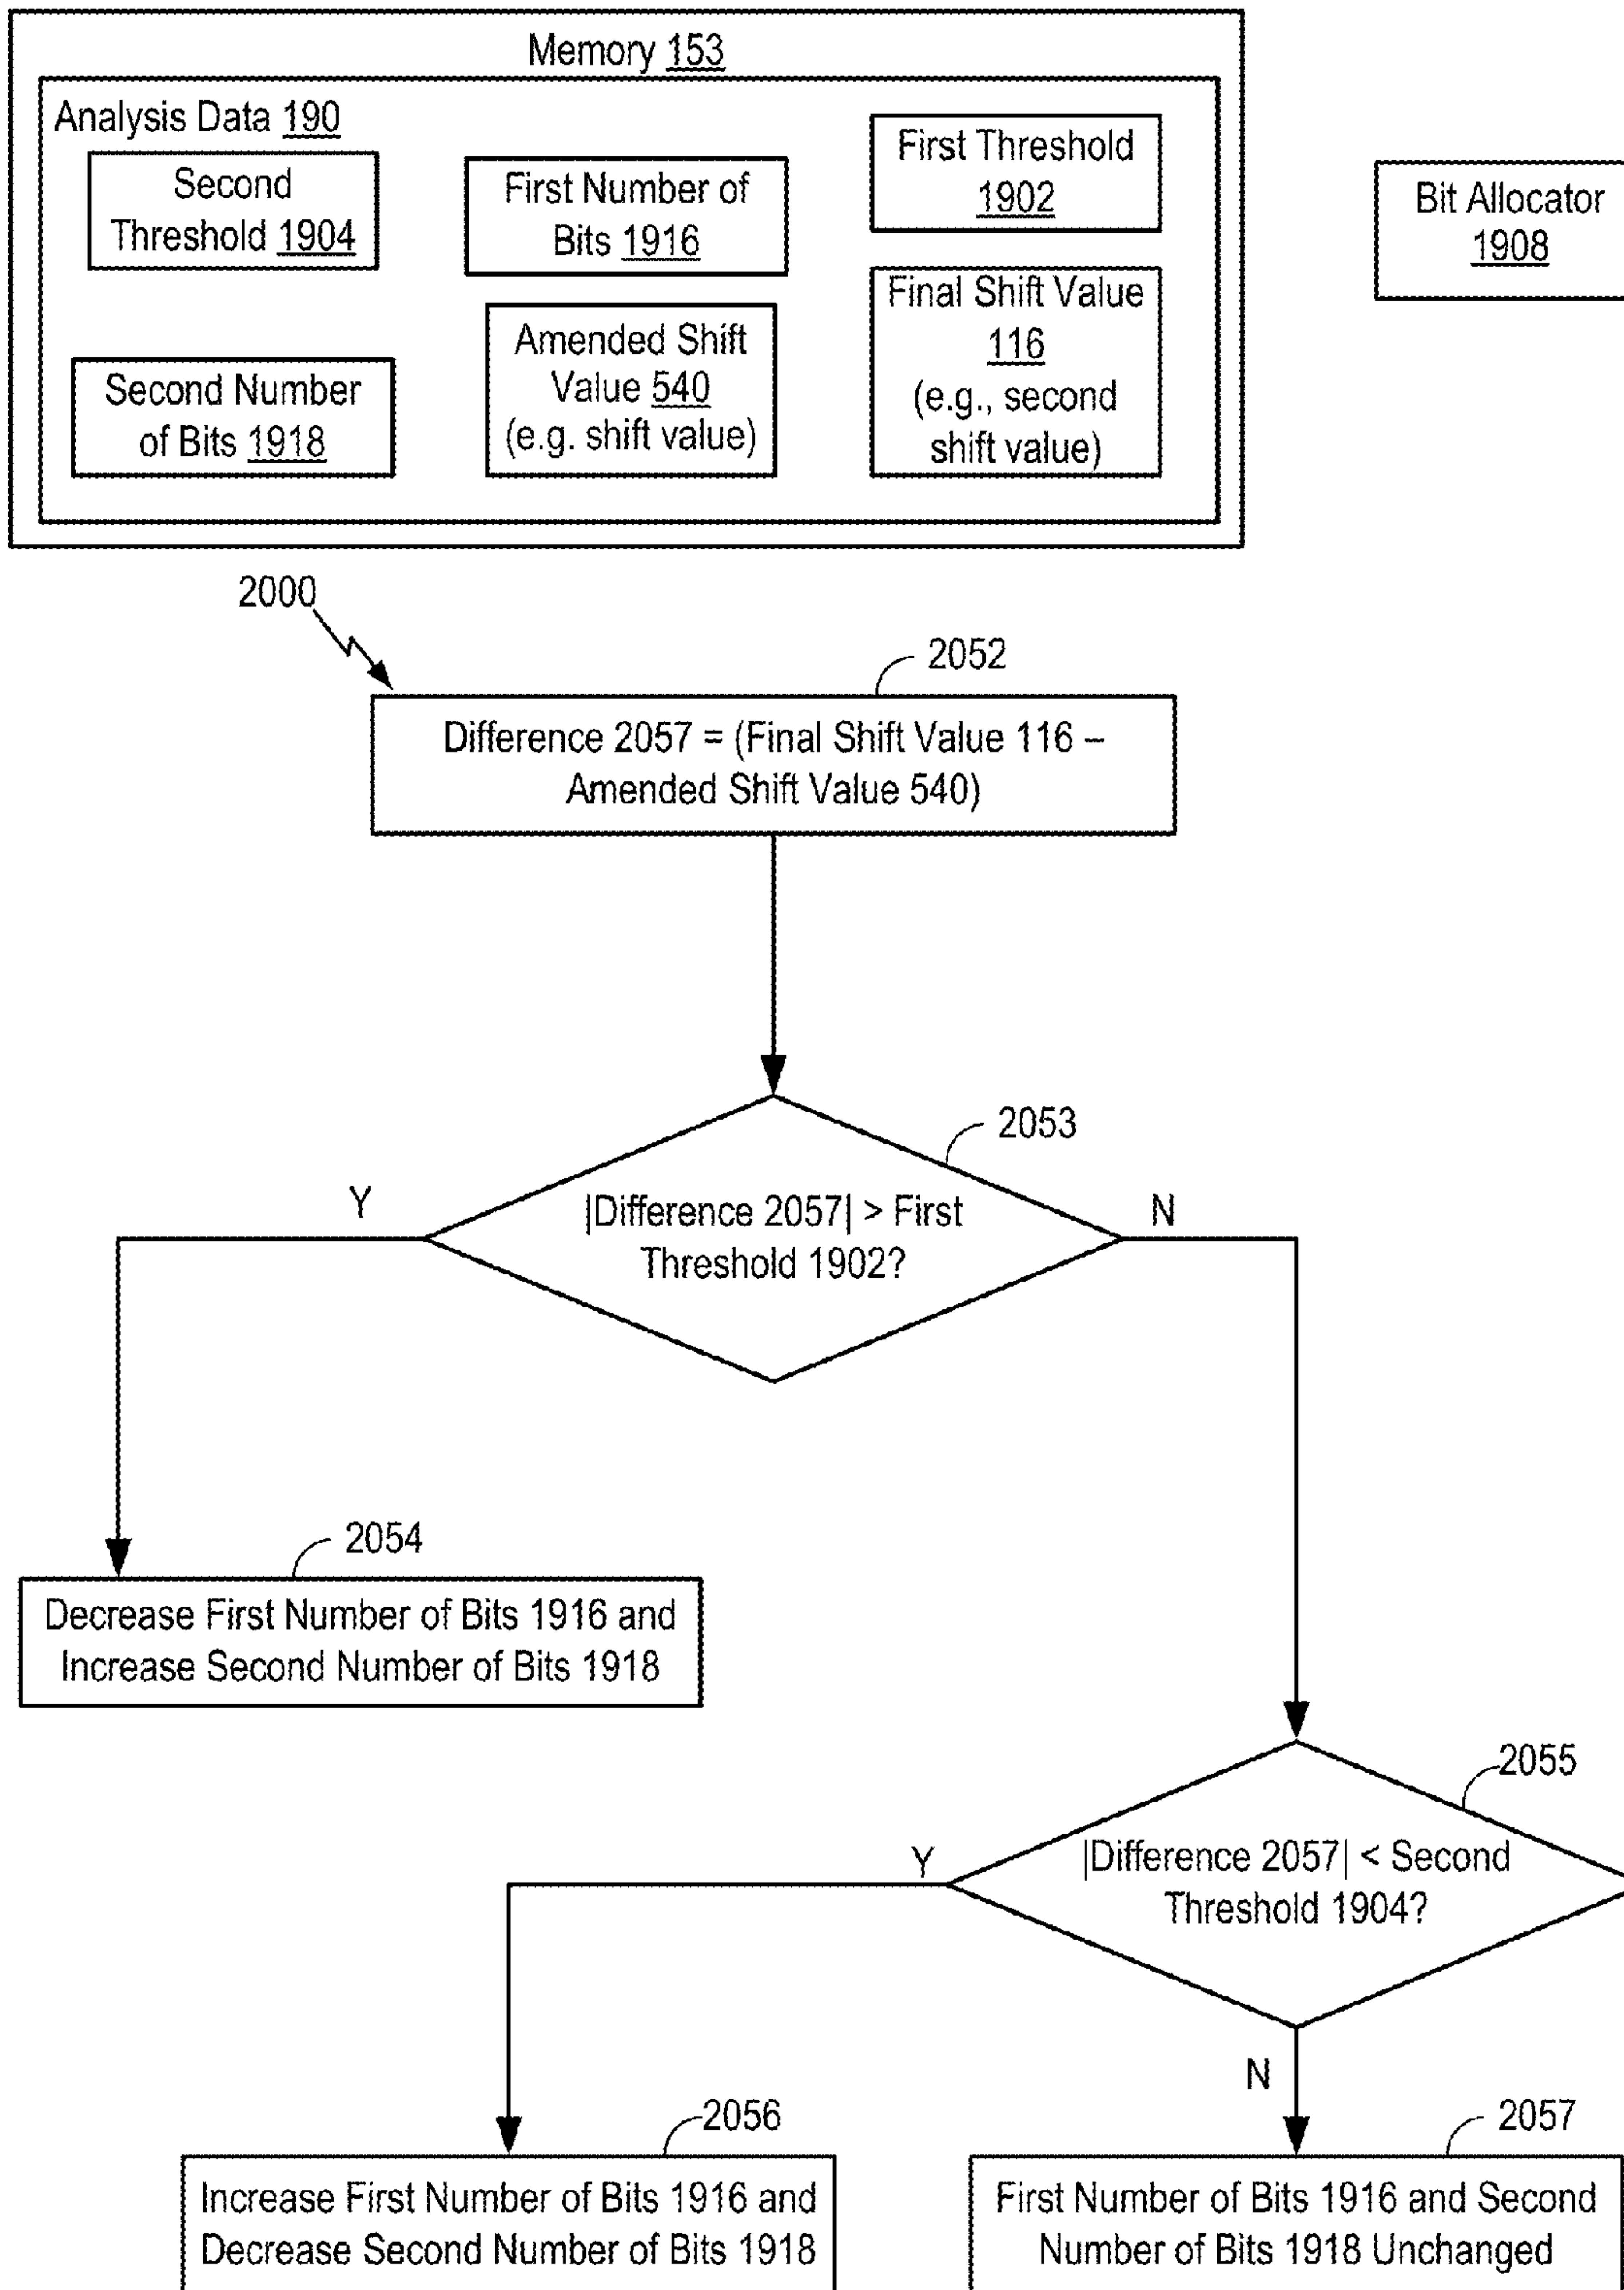 Memory 153
Analysis Data 190
Second
Threshold 1904
First Number of
Bits 1916
First Threshold
1902
Bit Allocator
1908
Second Number
of Bits 1918
Amended Shift
Value 540
(e.g. shift value)
Final Shift Value
116
(e.g., second
shift value)
2000
2052
Difference 2057 = (Final Shift Value 116 –
Amended Shift Value 540)
2053
Y
|Difference 2057| > First
Threshold 1902?
N
2054
Decrease First Number of Bits 1916 and
Increase Second Number of Bits 1918
2055
Y
|Difference 2057| < Second
Threshold 1904?
N
2056
Increase First Number of Bits 1916 and
Decrease Second Number of Bits 1918
2057
First Number of Bits 1916 and Second
Number of Bits 1918 Unchanged